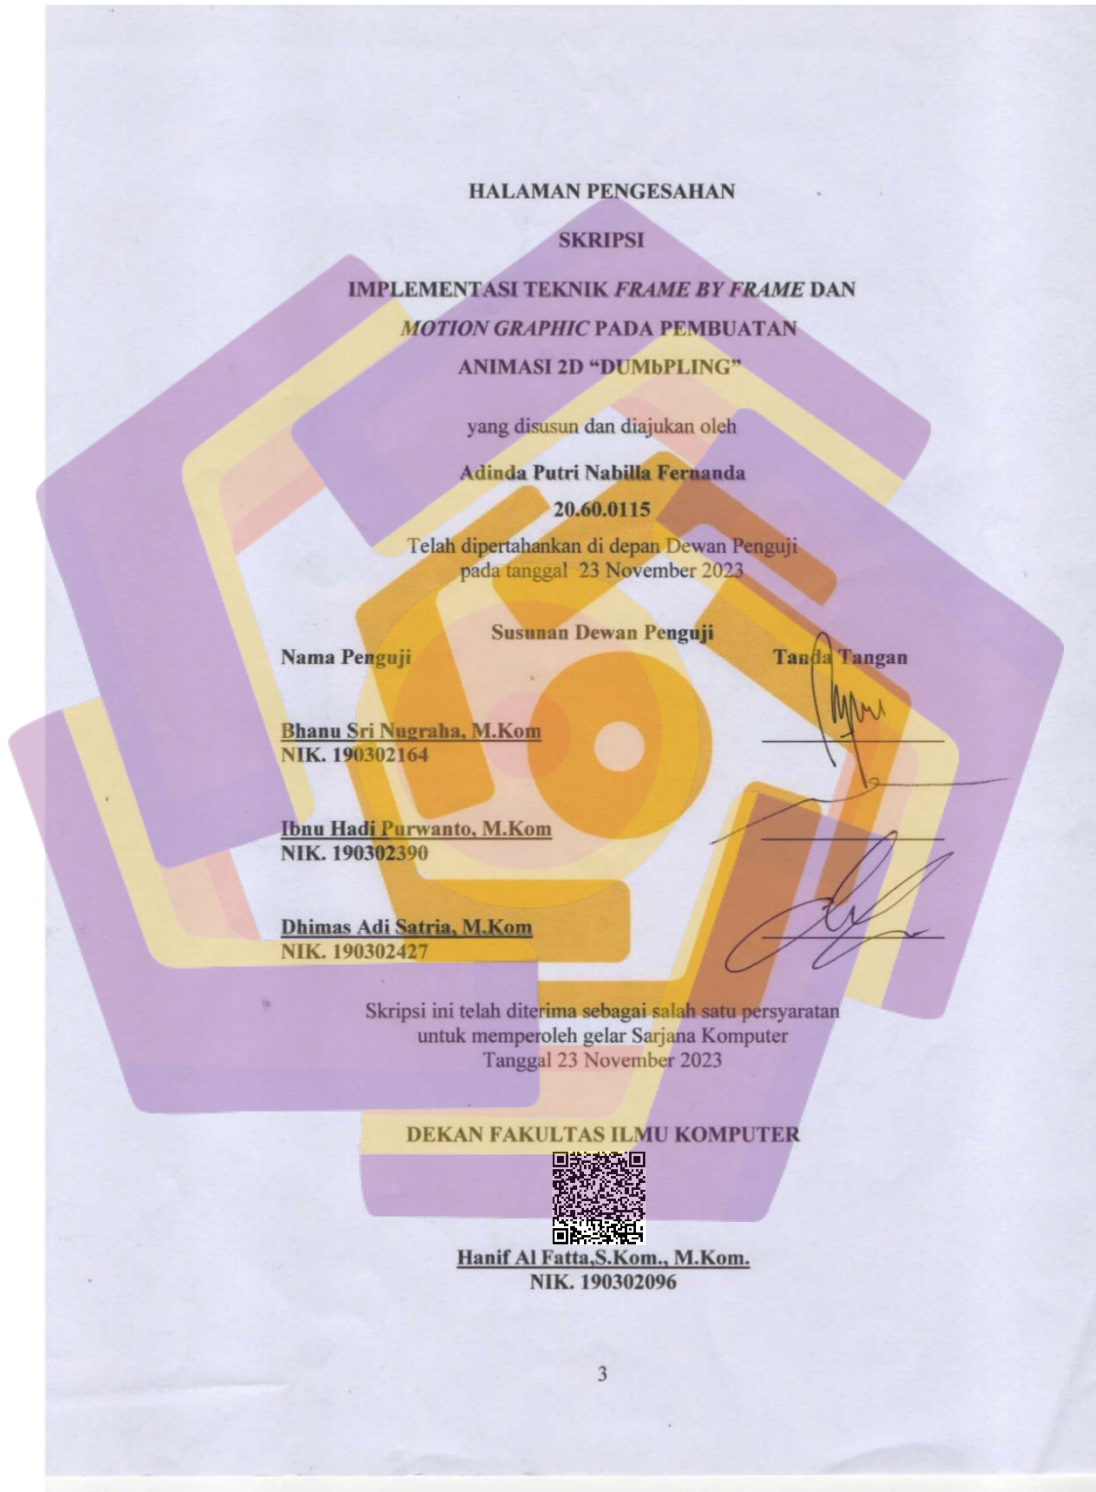 HALAMAN PENGESAHAN
SKRIPSI
IMPLEMENTASI TEKNIK FRAME BY FRAME DAN
MOTION GRAPHIC PADA PEMBUATAN
ANIMASI 2D “DUMbPLING”
yang disusun dan diajukan oleh
Adinda Putri Nabilla Fernanda
20.60.0115
Telah dipertahankan di depan Dewan Penguji
pada tanggal 23 November 2023
Susunan Dewan Penguji
Nama Penguji Tanda Tangan
Bhanu Sri Nugraha, M.Kom
NIK. 190302164
Ibnu Hadi Purwanto, M.Kom
NIK. 190302390
Dhimas Adi Satria, M.Kom
NIK. 190302427
Skripsi ini telah diterima sebagai salah satu persyaratan
untuk memperoleh gelar Sarjana Komputer
Tanggal 23 November 2023
DEKAN FAKULTAS ILMU KOMPUTER
Hanif Al Fatta,S.Kom., M.Kom.
NIK. 190302096
3